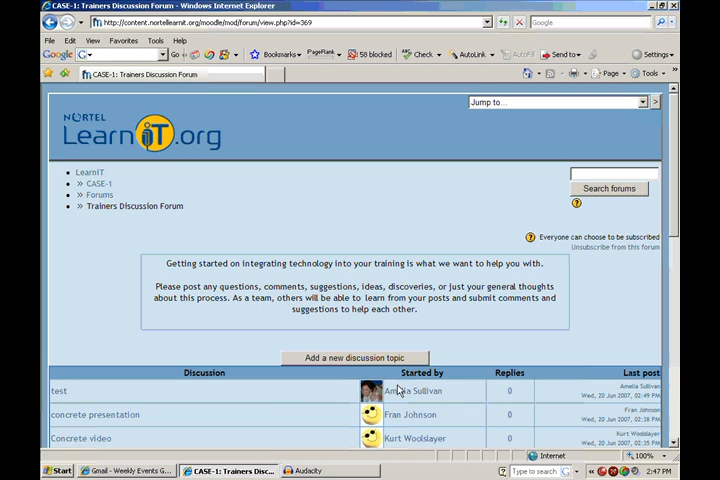 CASE-1: Trainers Discussion Forum - Windows Internet Explorer
http://content.nortellearnit.org/moodle/mod/forum/view.php?id=369
Google
File Edit View Favorites Tools Help
Google G Go Bookmarks PageRank 58 blocked Check AutoLink AutoFill Send to Settings
CASE-1: Trainers Discussion Forum
Page Tools
Jump to...
>
NORTEL
LearniT.org
LearnIT
» CASE-1
» Forums
» Trainers Discussion Forum
Search forums
?
? Everyone can choose to be subscribed
Unsubscribe from this forum
Getting started on integrating technology into your training is what we want to help you with.
Please post any questions, comments, suggestions, ideas, discoveries, or just your general thoughts
about this process. As a team, others will be able to learn from your posts and submit comments and
suggestions to help each other.
Add a new discussion topic
Discussion Started by Replies Last post
test Amelia Sullivan 0 Amelia Sullivan
Wed, 20 Jun 2007, 02:49 PM
concrete presentation Fran Johnson 0 Fran Johnson
Wed, 20 Jun 2007, 02:38 PM
Concrete video Kurt Woolslayer 0 Kurt Woolslayer
Wed, 20 Jun 2007, 02:35 PM
Internet 100%
Start Gmail - Weekly Events G... CASE-1: Trainers Disc... Audacity Type to search 2:47 PM